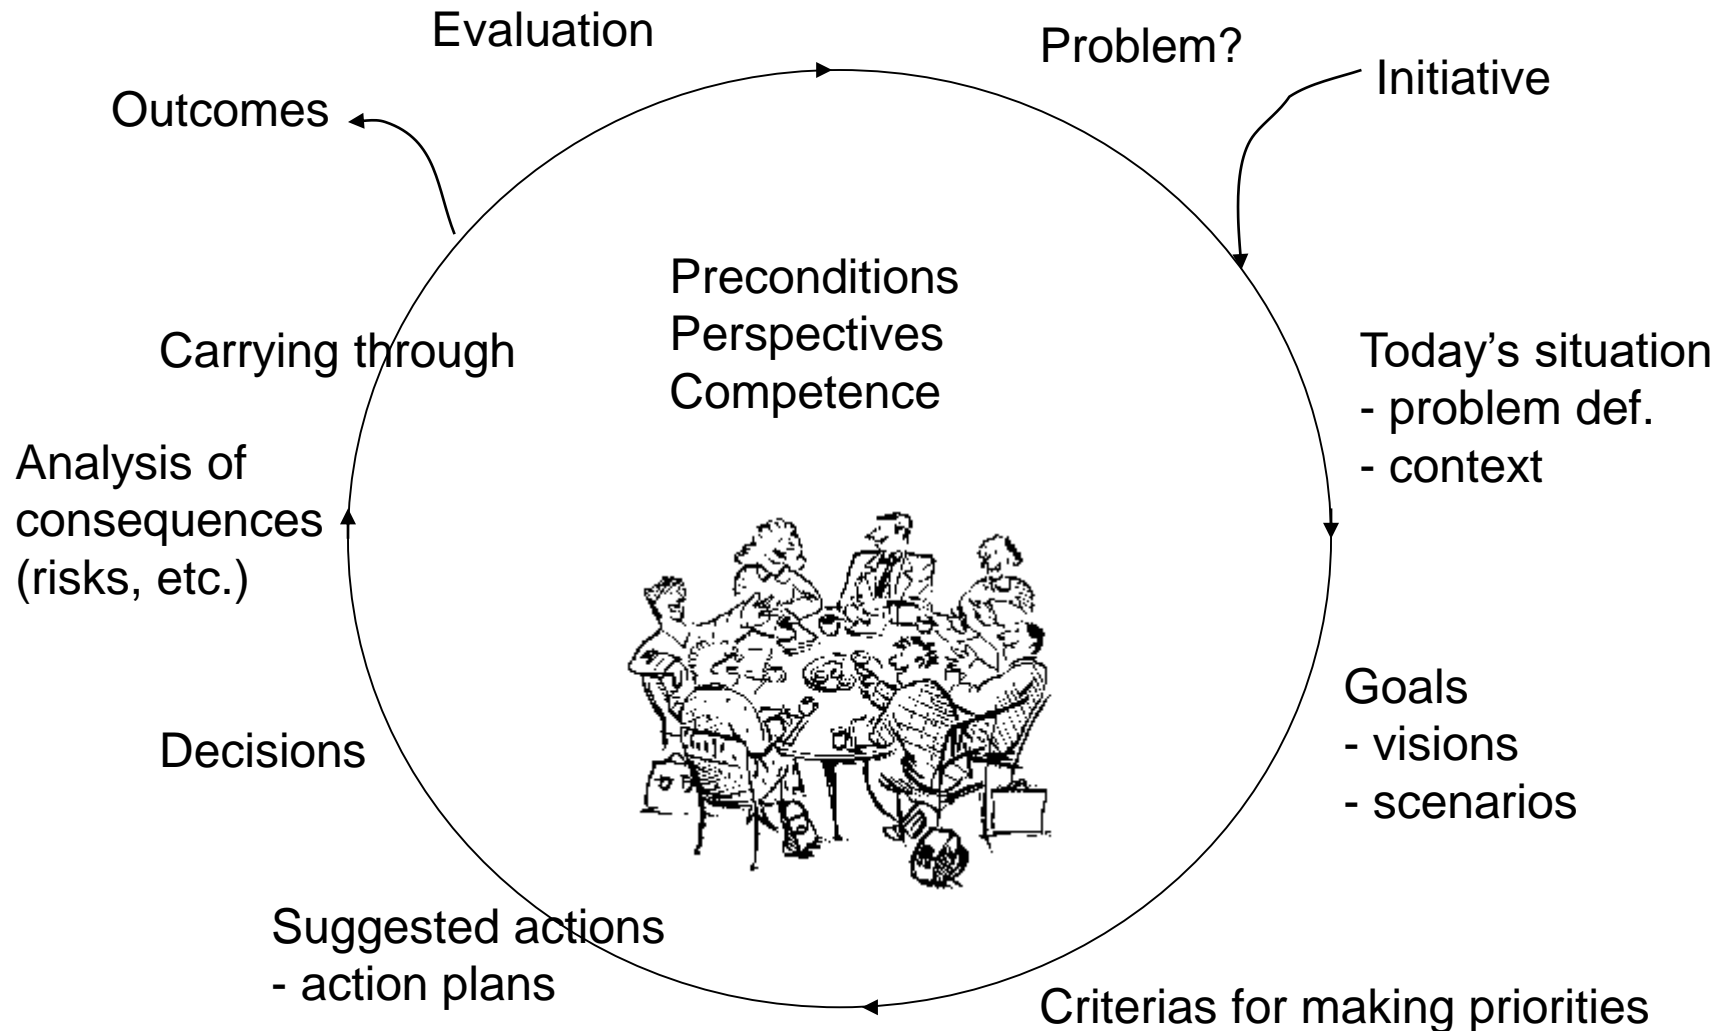 Evaluation
Problem?
Initiative
Outcomes
Preconditions
Perspectives
Competence
Carrying through
Today’s situation
- problem def.
- context
Analysis of
consequences
(risks, etc.)
Goals
- visions
- scenarios
Decisions
Suggested actions
- action plans
Criterias for making priorities